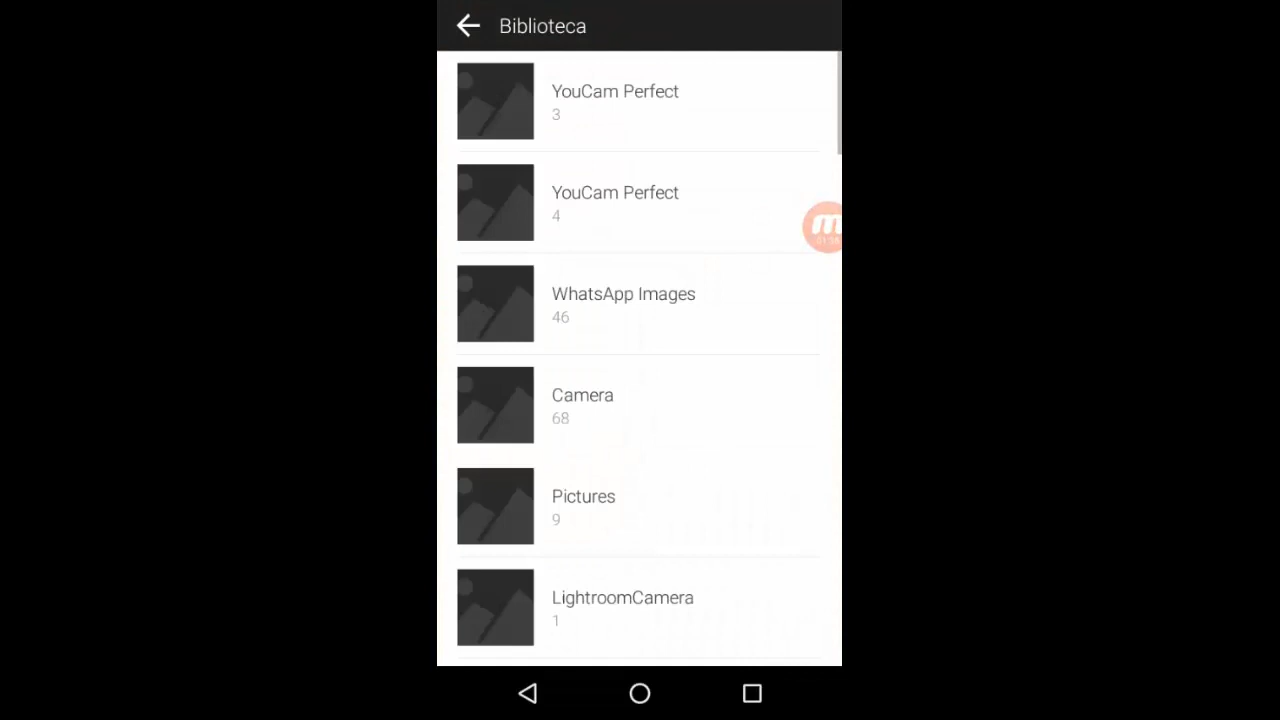 Biblioteca
YouCam Perfect
3
YouCam Perfect
4
WhatsApp Images
46
Camera
68
Pictures
9
LightroomCamera
1